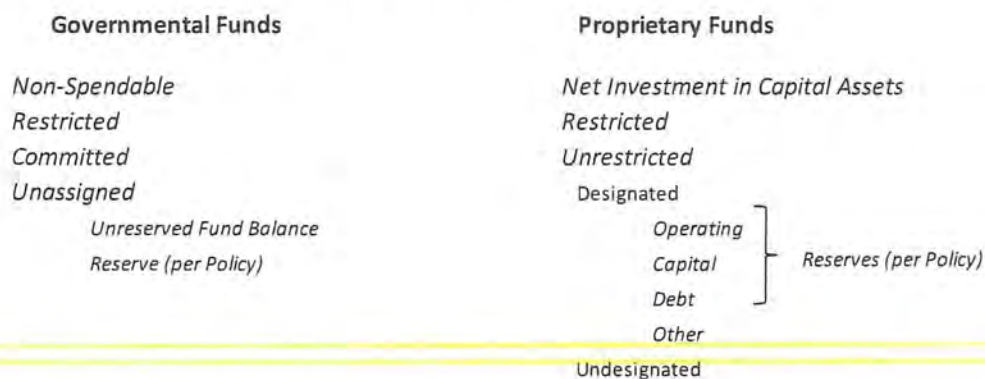 Governmental Funds
Non-Spendable
Restricted
Committed
Unassigned
Unreserved Fund Balance
Reserve (per Policy)
Proprietary Funds
Net Investment in Capital Assets
Restricted
Unrestricted
Designated
Operating
Capital
Debt
Reserves (per Policy)
Other
Undesignated